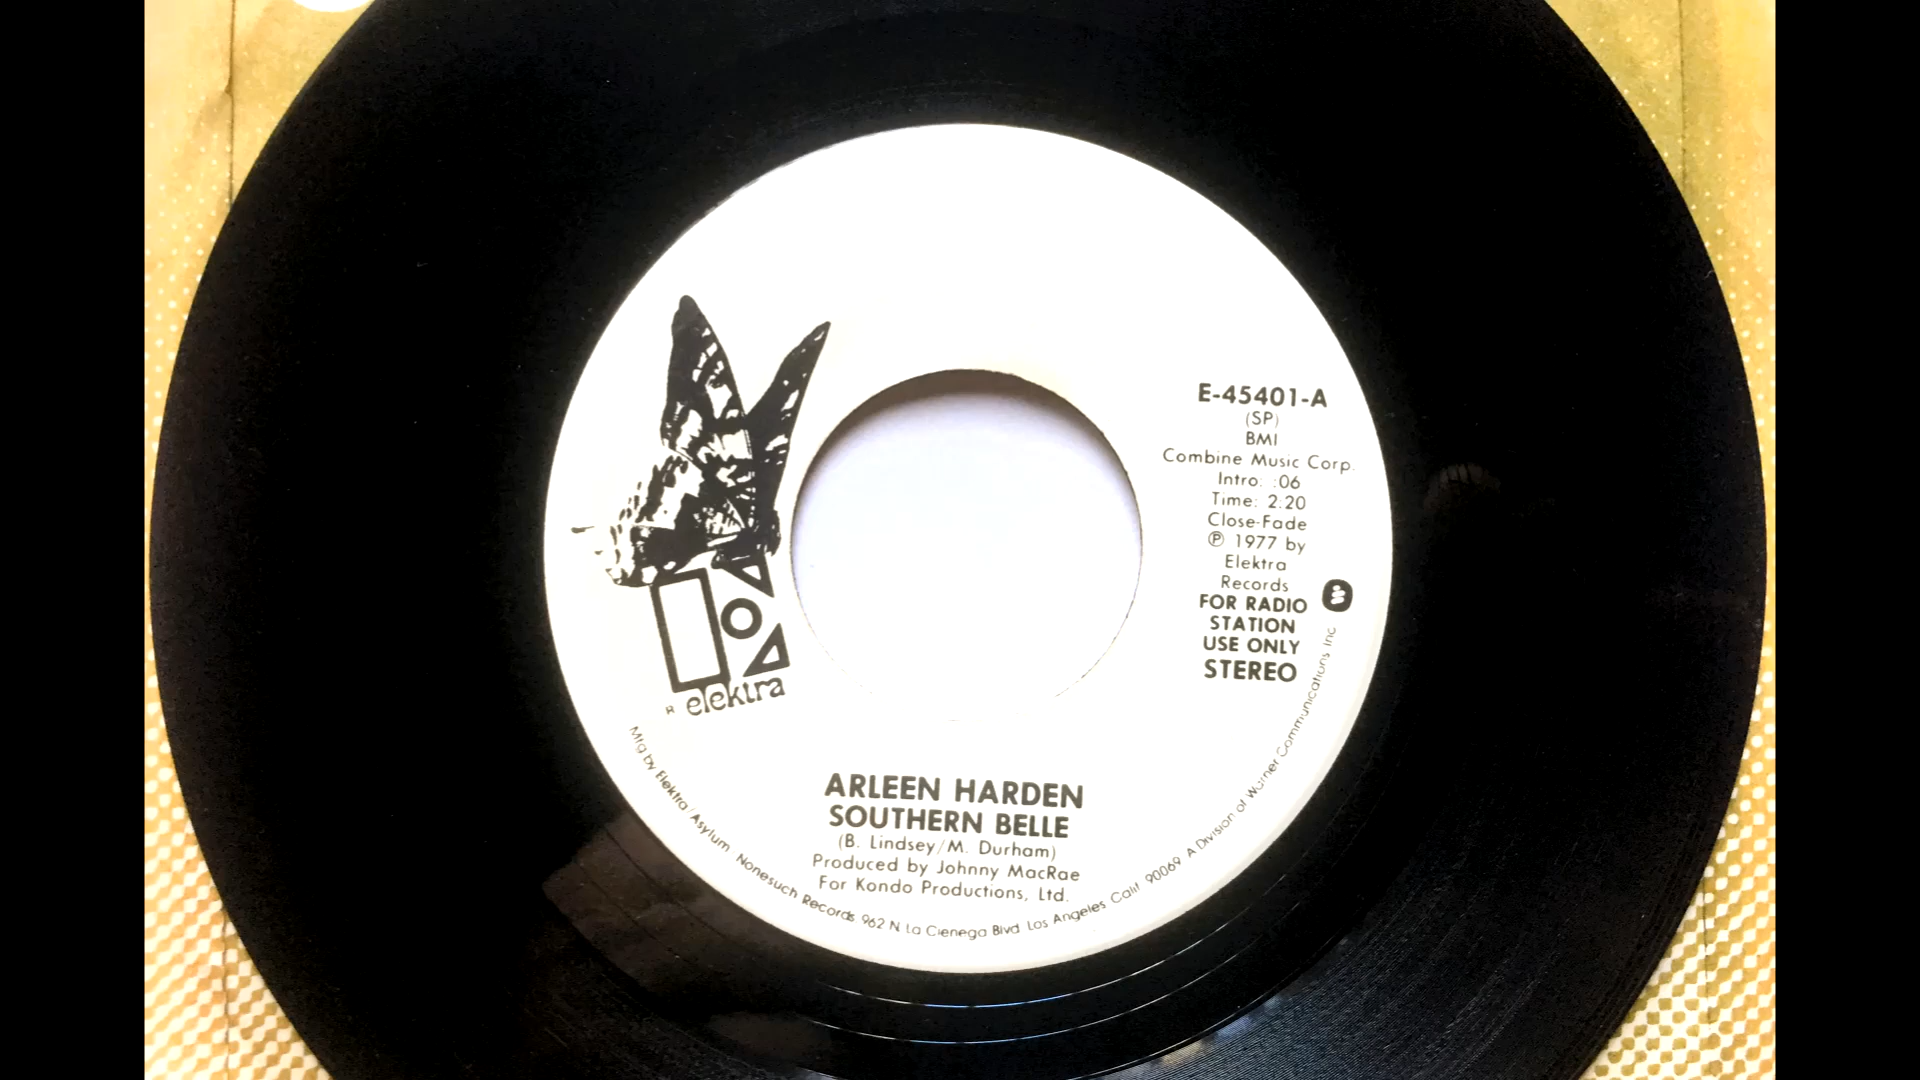 E-45401-A
(SP)
BMI
Combine Music Corp.
Intro: :06
Time: 2:20
Close-Fade
℗ 1977 by
Elektra
Records
FOR RADIO
STATION
USE ONLY
STEREO
® elektra
ARLEEN HARDEN
SOUTHERN BELLE
(B. Lindsey/M. Durham)
Produced by Johnny MacRae
For Kondo Productions, Ltd.
Mfg by Elektra/Asylum Nonesuch Records 962 N La Cienega Blvd Los Angeles Calif 90069 A Division of Warner Communications Inc